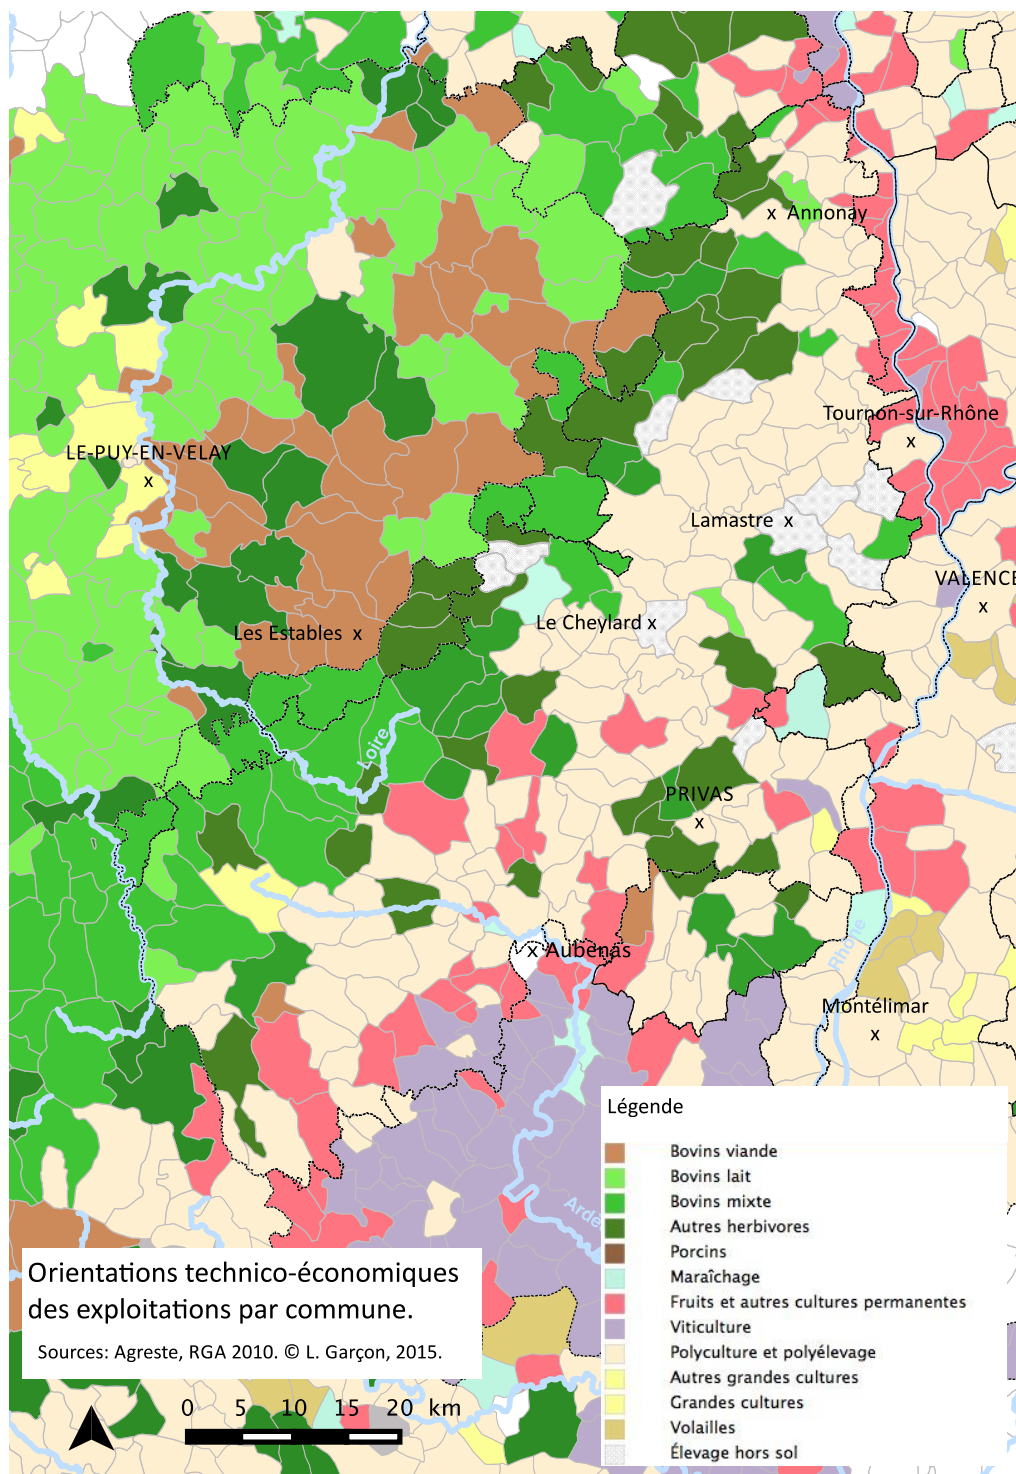 Annonay
Tournon-sur-Rhône
LE-PUY-EN-VELAY
Lamastre
VALENCE
Le Cheylard
Les Estables
Loire
PRIVAS
Aubenas
Rhône
Montélimar
Ardè
Légende
Bovins viande
Bovins lait
Bovins mixte
Autres herbivores
Porcins
Maraîchage
Fruits et autres cultures permanentes
Viticulture
Polyculture et polyélevage
Autres grandes cultures
Grandes cultures
Volailles
Élevage hors sol
Orientations technico-économiques
des exploitations par commune.
Sources: Agreste, RGA 2010. © L. Garçon, 2015.
0 5 10 15 20 km